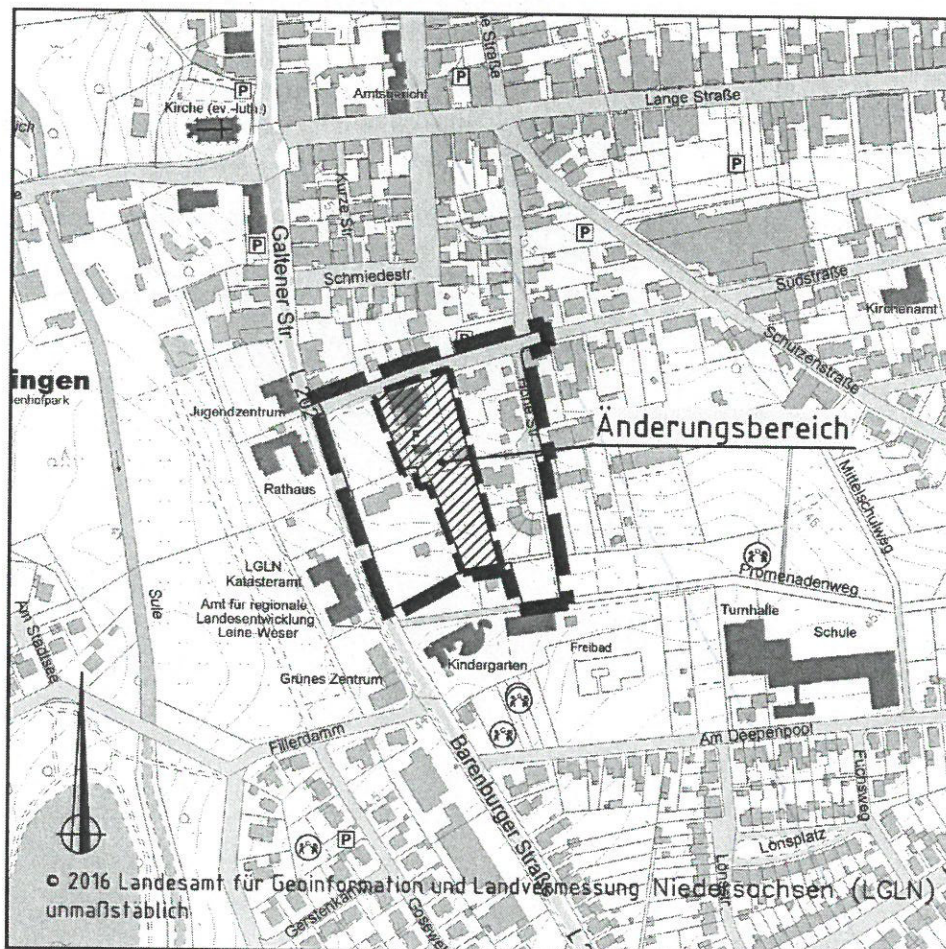 P
P
Amtsgericht
Kirche (ev.-luth.)
Lange Straße
P
Kurze Str
P
P
Galtener Str
Schmiedestr
Südstraße
Kirchenamt
Schützenstraße
ingen
Jugendzentrum
Änderungsbereich
Rathaus
Mittelschulweg
LGLN
Katasteramt
Amt für regionale
Landesentwicklung
Leine-Weser
Promenadenweg
Am Stadtsee
Sule
Turnhalle
Schule
Kindergarten
Freibad
Grünes Zentrum
Fillerdamm
Am Deepenpool
Barenburger Straße
Fuchsweg
Lönsplatz
P
© 2016 Landesamt für Geoinformation und Landvermessung Niedersachsen (LGLN)
unmaßstäblich